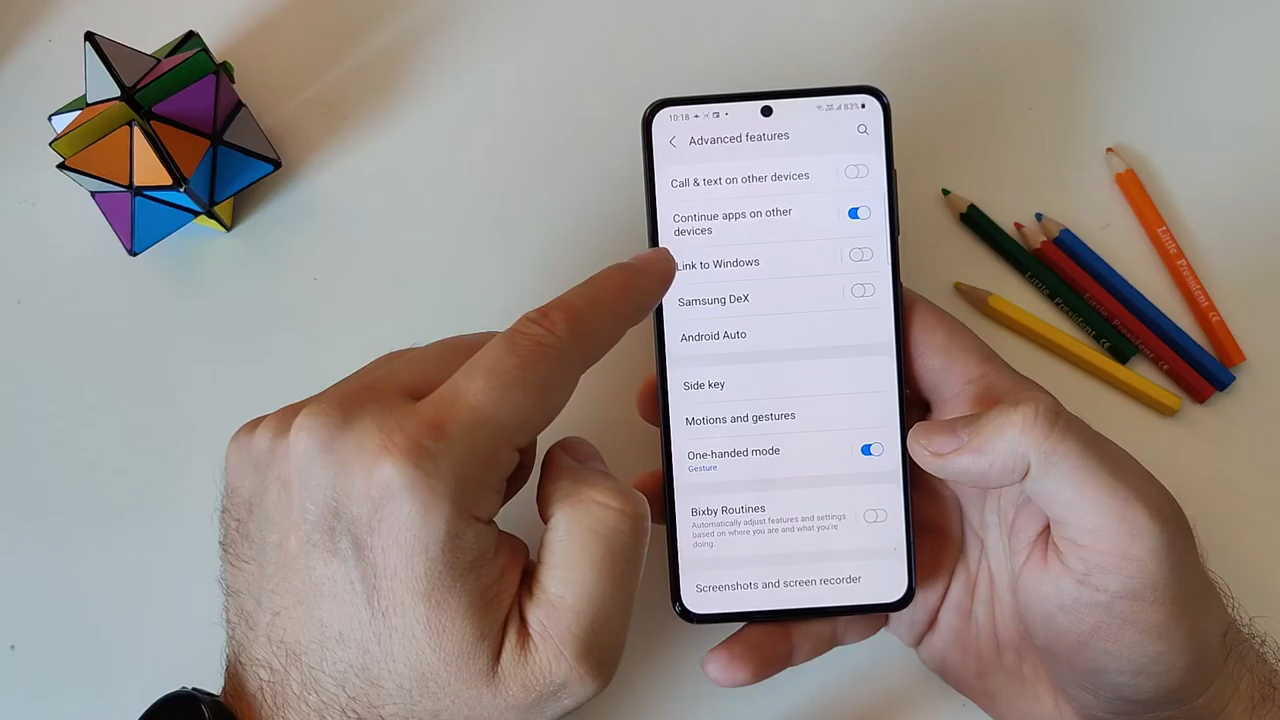 10:18
83%
Advanced features
Call & text on other devices
Continue apps on other
devices
Link to Windows
Samsung DeX
Android Auto
Side key
Motions and gestures
One-handed mode
Gesture
Bixby Routines
Automatically adjust features and settings
based on where you are and what you're
doing.
Screenshots and screen recorder
Little President
Little President
Little President CE